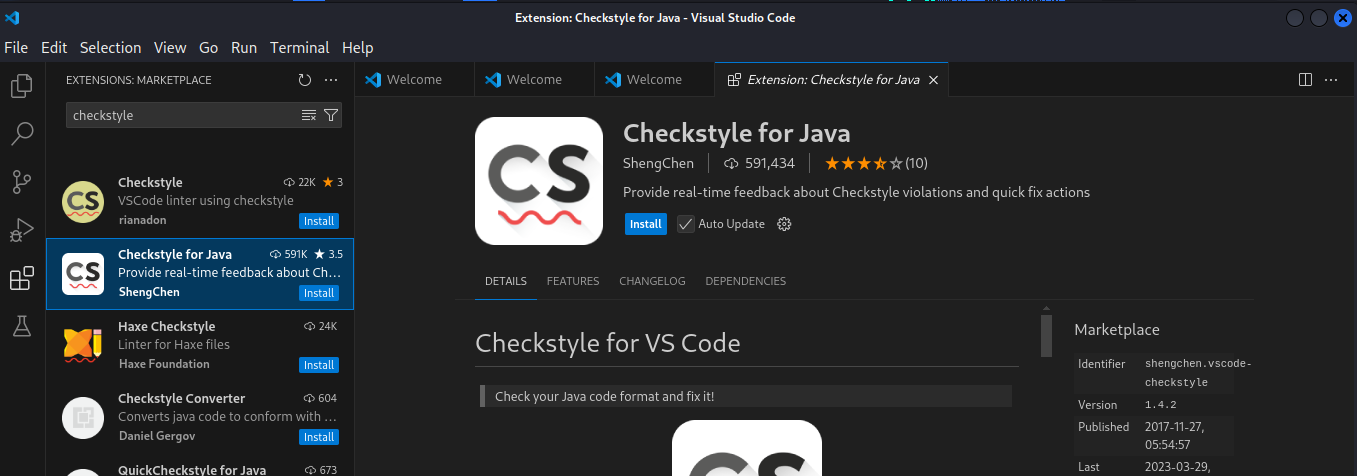 Extension: Checkstyle for Java - Visual Studio Code
File Edit Selection View Go Run Terminal Help
EXTENSIONS: MARKETPLACE
checkstyle
Checkstyle 22K 3
VSCode linter using checkstyle
rianadon Install
Checkstyle for Java 591K 3.5
Provide real-time feedback about Ch...
ShengChen Install
Haxe Checkstyle 24K
Linter for Haxe files
Haxe Foundation Install
Checkstyle Converter 604
Converts java code to conform with ...
Daniel Gergov Install
QuickCheckstyle for Java 673
Welcome Welcome Welcome Extension: Checkstyle for Java
CS
Checkstyle for Java
ShengChen 591,434 (10)
Provide real-time feedback about Checkstyle violations and quick fix actions
Install Auto Update
DETAILS FEATURES CHANGELOG DEPENDENCIES
Checkstyle for VS Code
Check your Java code format and fix it!
Marketplace
Identifier shengchen.vscode-
checkstyle
Version 1.4.2
Published 2017-11-27,
05:54:57
Last 2023-03-29,